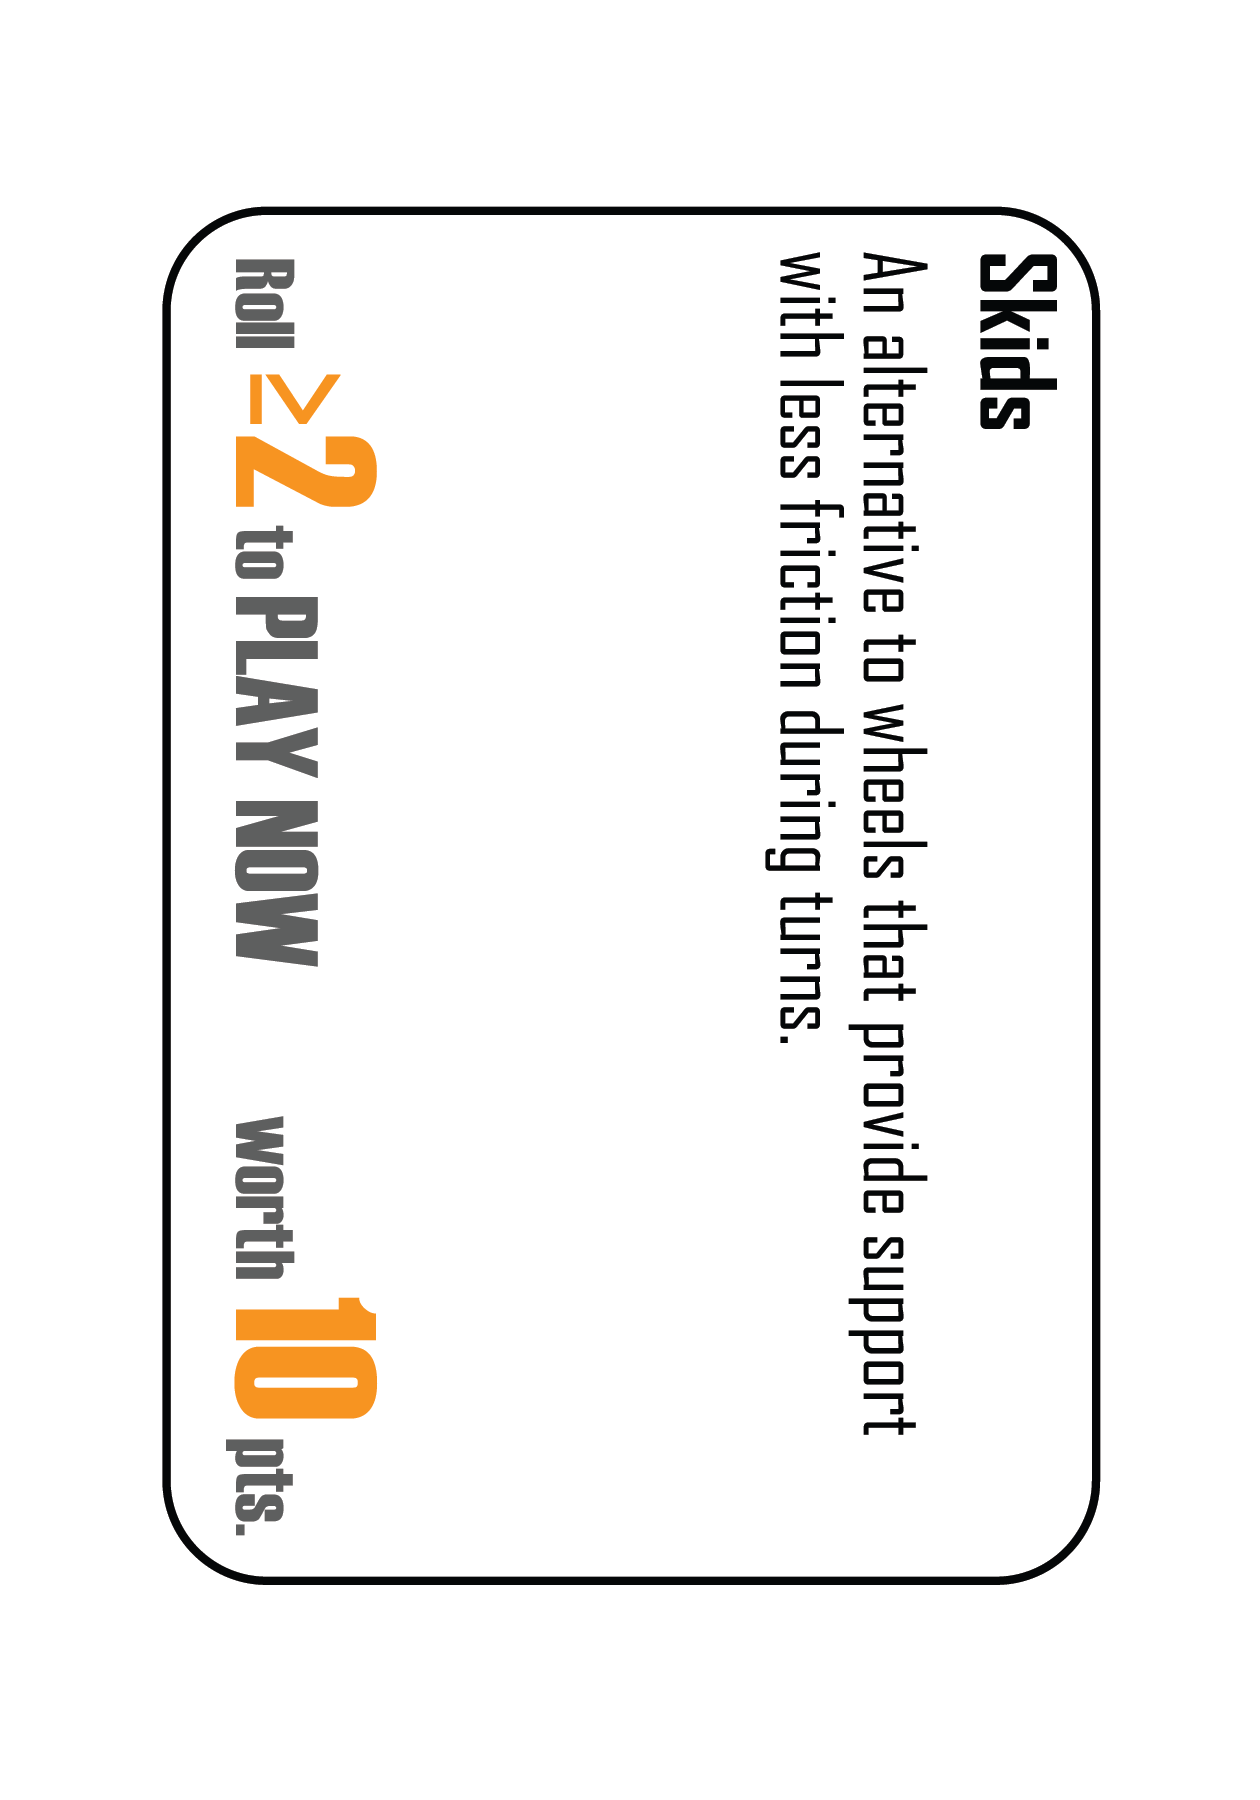 Skids
An alternative to wheels that provide support
with less friction during turns.
Roll ≥2 to PLAY NOW worth 10 pts.